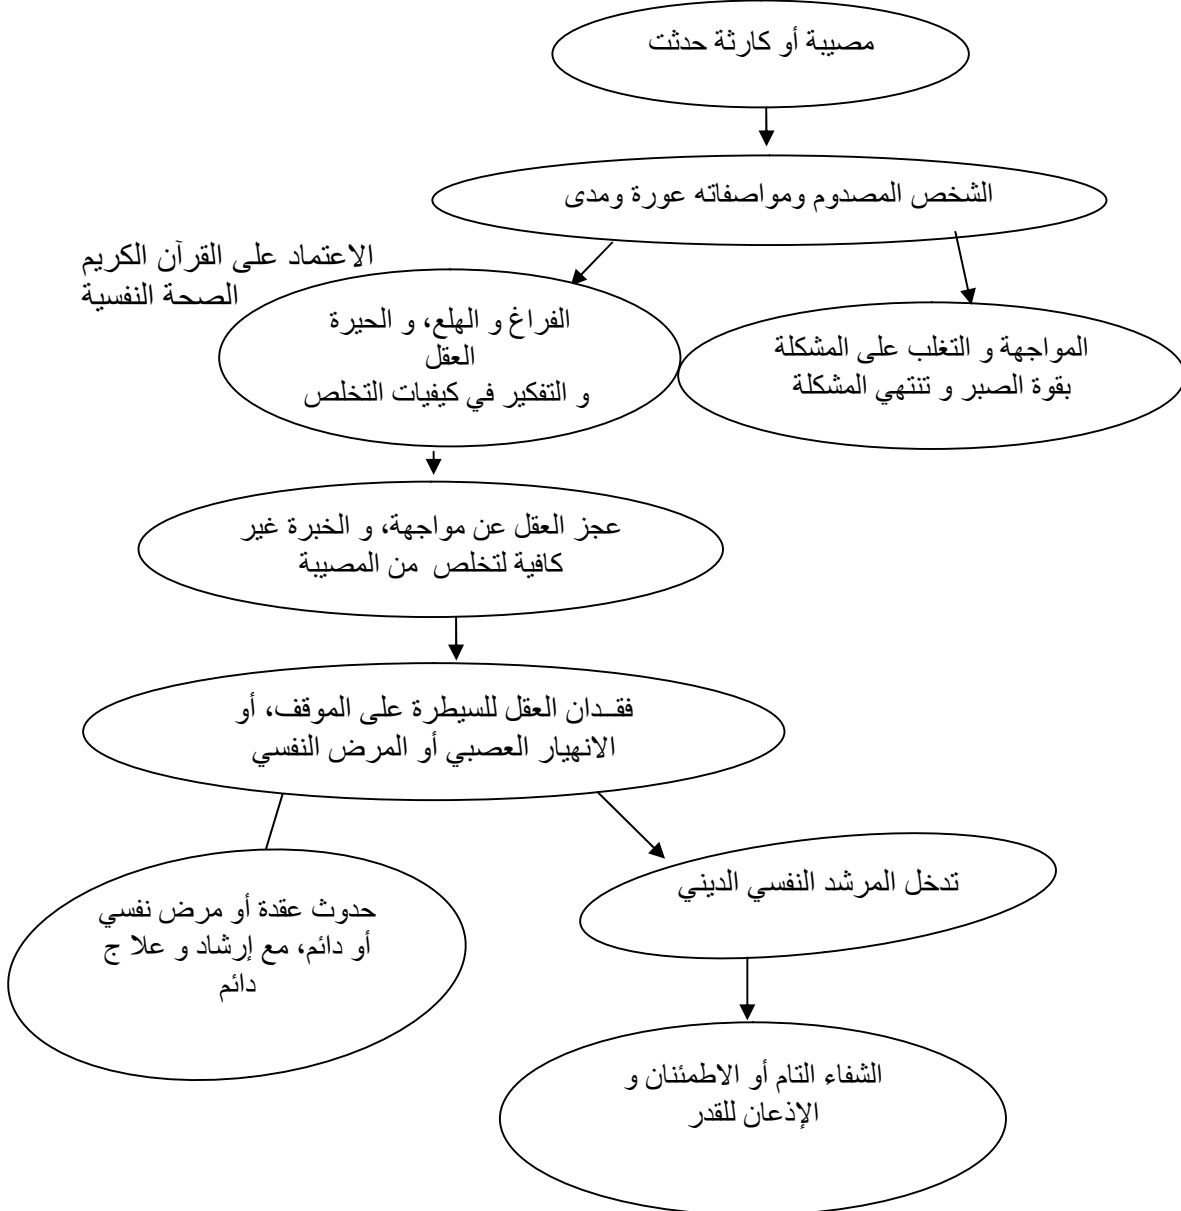 مصيبة أو كارثة حدثت
الشخص المصدوم ومواصفاته عورة ومدى
الاعتماد على القرآن الكريم
الصحة النفسية
الفراغ و الهلع، و الحيرة
العقل
و التفكير في كيفيات التخلص
المواجهة و التغلب على المشكلة
بقوة الصبر و تنتهي المشكلة
عجز العقل عن مواجهة، و الخبرة غير
كافية لتخلص من المصيبة
فقــدان العقل للسيطرة على الموقف، أو
الانهيار العصبي أو المرض النفسي
تدخل المرشد النفسي الديني
حدوث عقدة أو مرض نفسي
أو دائم، مع إرشاد و علا ج
دائم
الشفاء التام أو الاطمئنان و
الإذعان للقدر